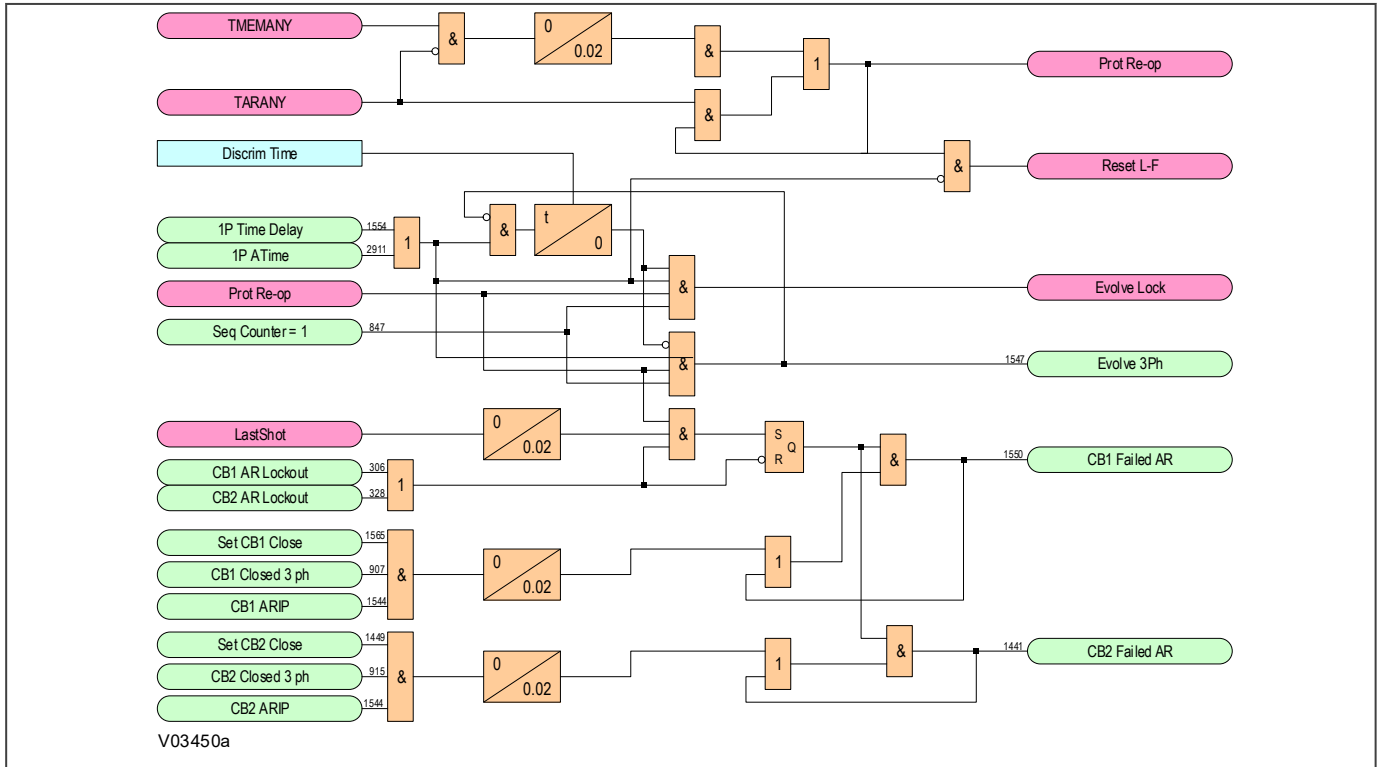 TMEMANY
&
0
0.02
&
1
Prot Re-op
TARANY
&
Discrim Time
&
Reset L-F
1P Time Delay
1554
1
&
t
0
1P ATime
2911
Prot Re-op
&
Evolve Lock
Seq Counter = 1
847
&
1547
Evolve 3Ph
LastShot
0
0.02
&
S
Q
R
&
1550
CB1 Failed AR
CB1 AR Lockout
306
1
CB2 AR Lockout
328
Set CB1 Close
1565
CB1 Closed 3 ph
907
&
0
0.02
1
CB1 ARIP
1544
Set CB2 Close
1449
CB2 Closed 3 ph
915
&
0
0.02
1
&
1441
CB2 Failed AR
CB2 ARIP
1544
V03450a